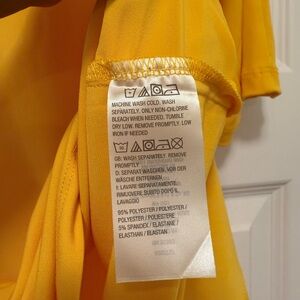 MACHINE WASH COLD. WASH
SEPARATELY. ONLY NON-CHLORINE
BLEACH WHEN NEEDED. TUMBLE
DRY LOW. REMOVE PROMPTLY. LOW
IRON IF NEEDED
GB: WASH SEPARATELY. REMOVE
PROMPTLY
D: SEPARAT WASCHEN, VOR DER
WÄSCHE ENTFERNEN
I: LAVARE SEPARATAMENTE
RIMUOVERE SUBITO DOPO IL
LAVAGGIO
95% POLYESTER / POLYESTER /
POLIESTERE
5% SPANDEX / ELASTANE /
ELASTHAN / ELASTAN